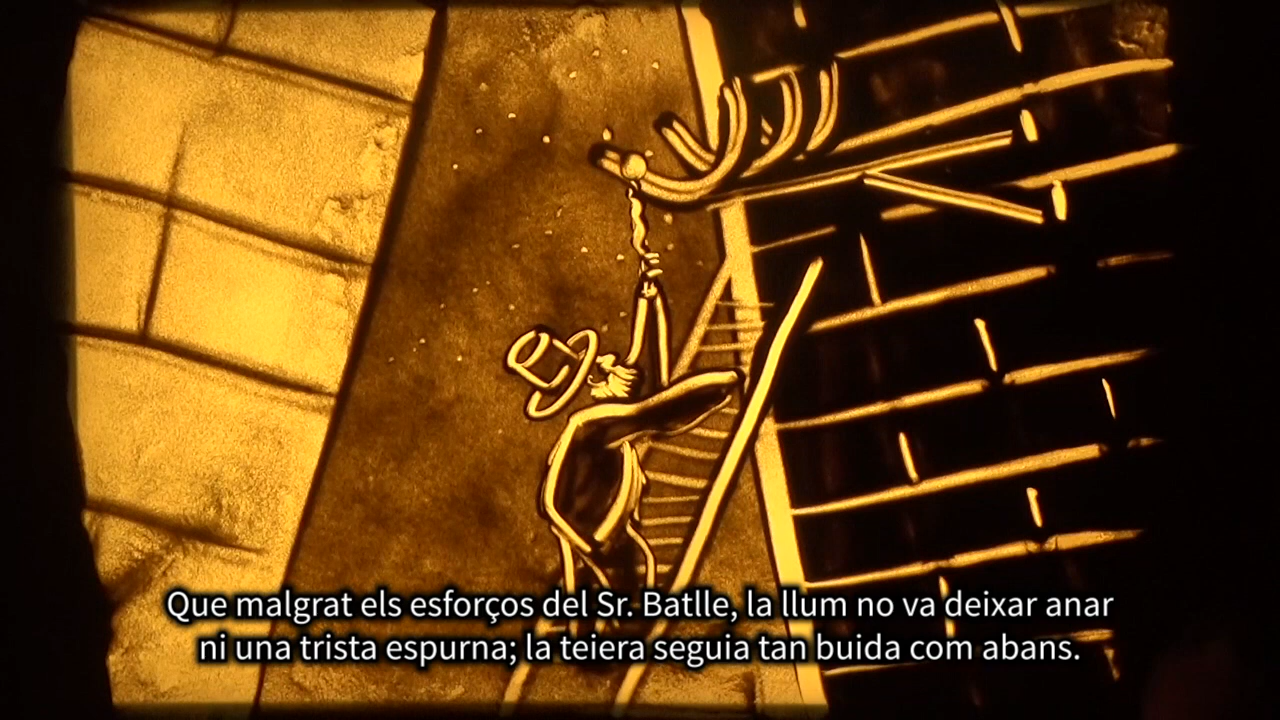 Que malgrat els esforços del Sr. Batlle, la llum no va deixar anar
ni una trista espurna; la teiera seguia tan buida com abans.